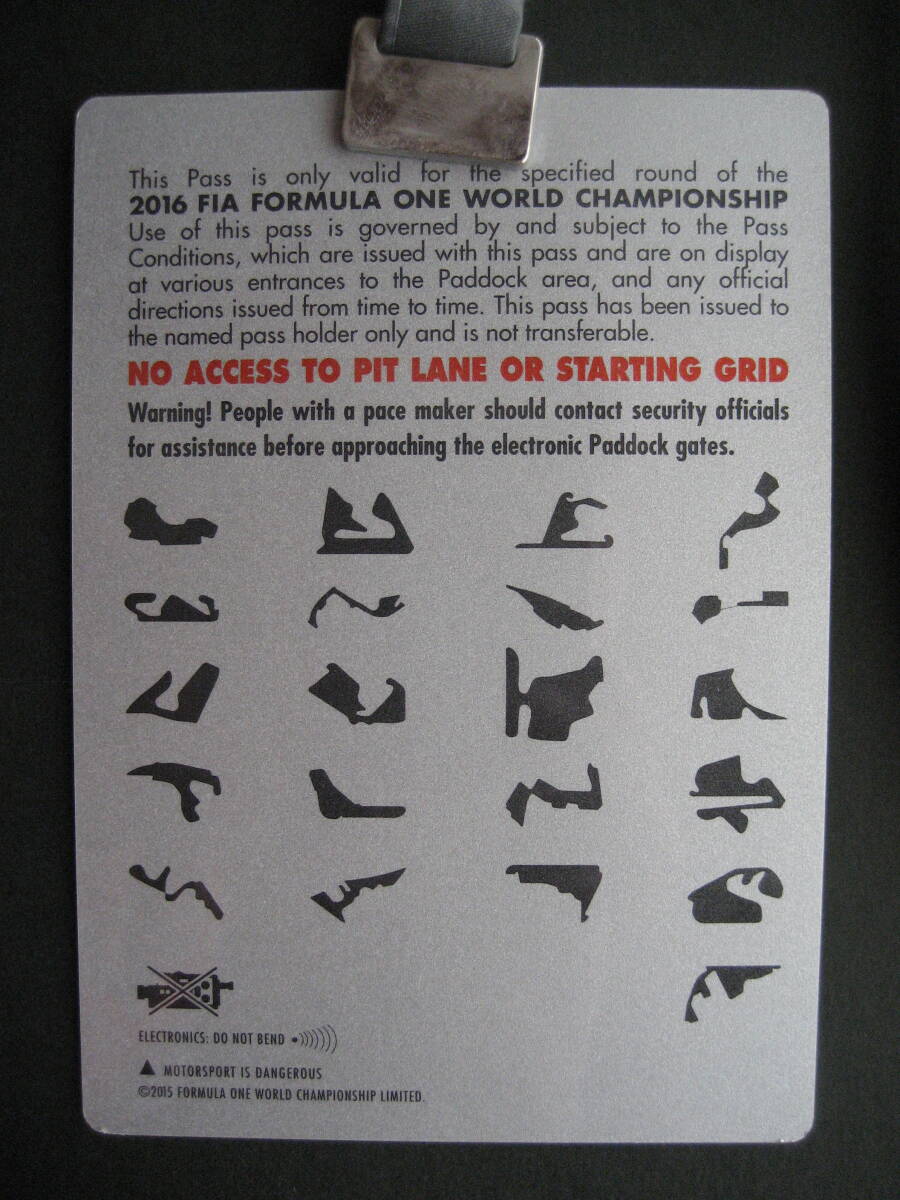 This Pass is only valid for the specified round of the
2016 FIA FORMULA ONE WORLD CHAMPIONSHIP
Use of this pass is governed by and subject to the Pass
Conditions, which are issued with this pass and are on display
at various entrances to the Paddock area, and any official
directions issued from time to time. This pass has been issued to
the named pass holder only and is not transferable.
NO ACCESS TO PIT LANE OR STARTING GRID
Warning! People with a pace maker should contact security officials
for assistance before approaching the electronic Paddock gates.
ELECTRONICS: DO NOT BEND
MOTORSPORT IS DANGEROUS
©2015 FORMULA ONE WORLD CHAMPIONSHIP LIMITED.